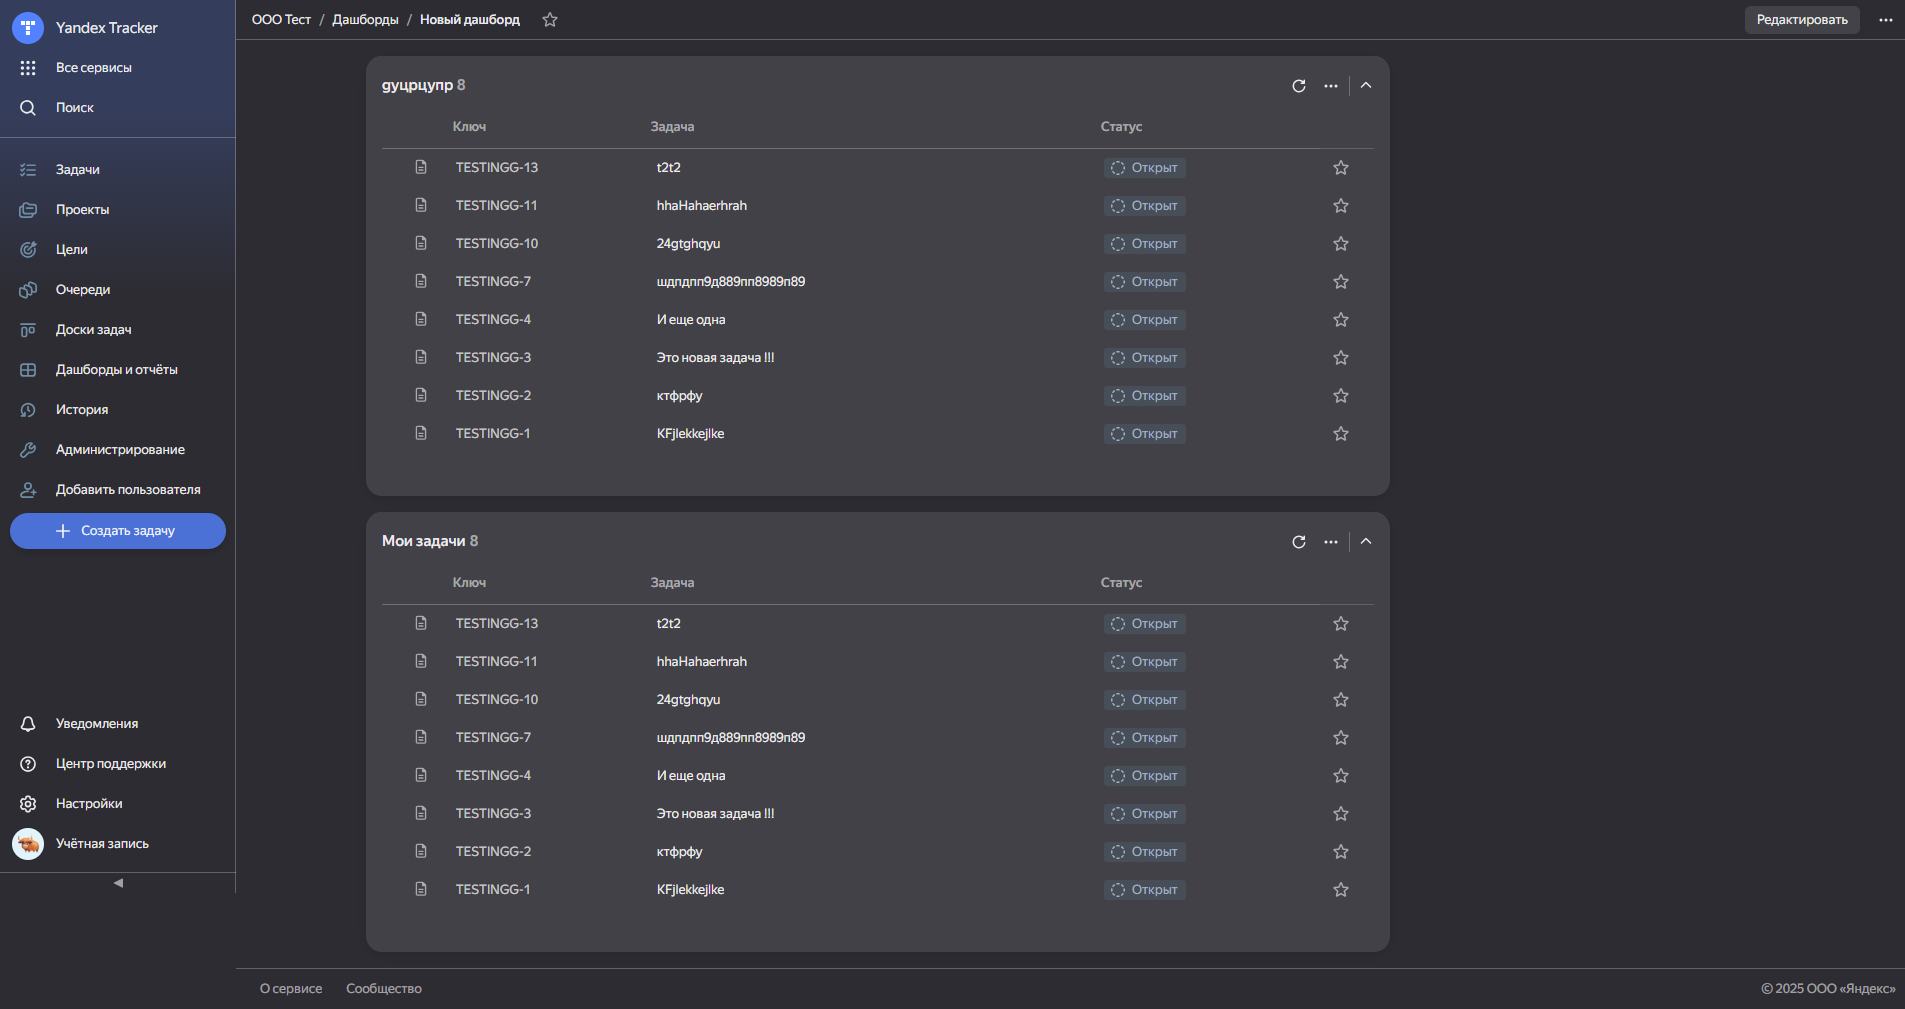 Yandex Tracker
Все сервисы
Поиск
Задачи
Проекты
Цели
Очереди
Доски задач
Дашборды и отчёты
История
Администрирование
Добавить пользователя
Создать задачу
Уведомления
Центр поддержки
Настройки
Учётная запись
ООО Тест / Дашборды / Новый дашборд
Редактировать
дуцрцупр 8
Ключ Задача Статус
TESTINGG-13 t2t2 Открыт
TESTINGG-11 hhaHahaerhrah Открыт
TESTINGG-10 24gtghqyu Открыт
TESTINGG-7 шдпдпп9д889пп8989п89 Открыт
TESTINGG-4 И еще одна Открыт
TESTINGG-3 Это новая задача !!! Открыт
TESTINGG-2 ктфрфу Открыт
TESTINGG-1 KFjlekkejlke Открыт
Мои задачи 8
Ключ Задача Статус
TESTINGG-13 t2t2 Открыт
TESTINGG-11 hhaHahaerhrah Открыт
TESTINGG-10 24gtghqyu Открыт
TESTINGG-7 шдпдпп9д889пп8989п89 Открыт
TESTINGG-4 И еще одна Открыт
TESTINGG-3 Это новая задача !!! Открыт
TESTINGG-2 ктфрфу Открыт
TESTINGG-1 KFjlekkejlke Открыт
О сервисе Сообщество
© 2025 ООО «Яндекс»